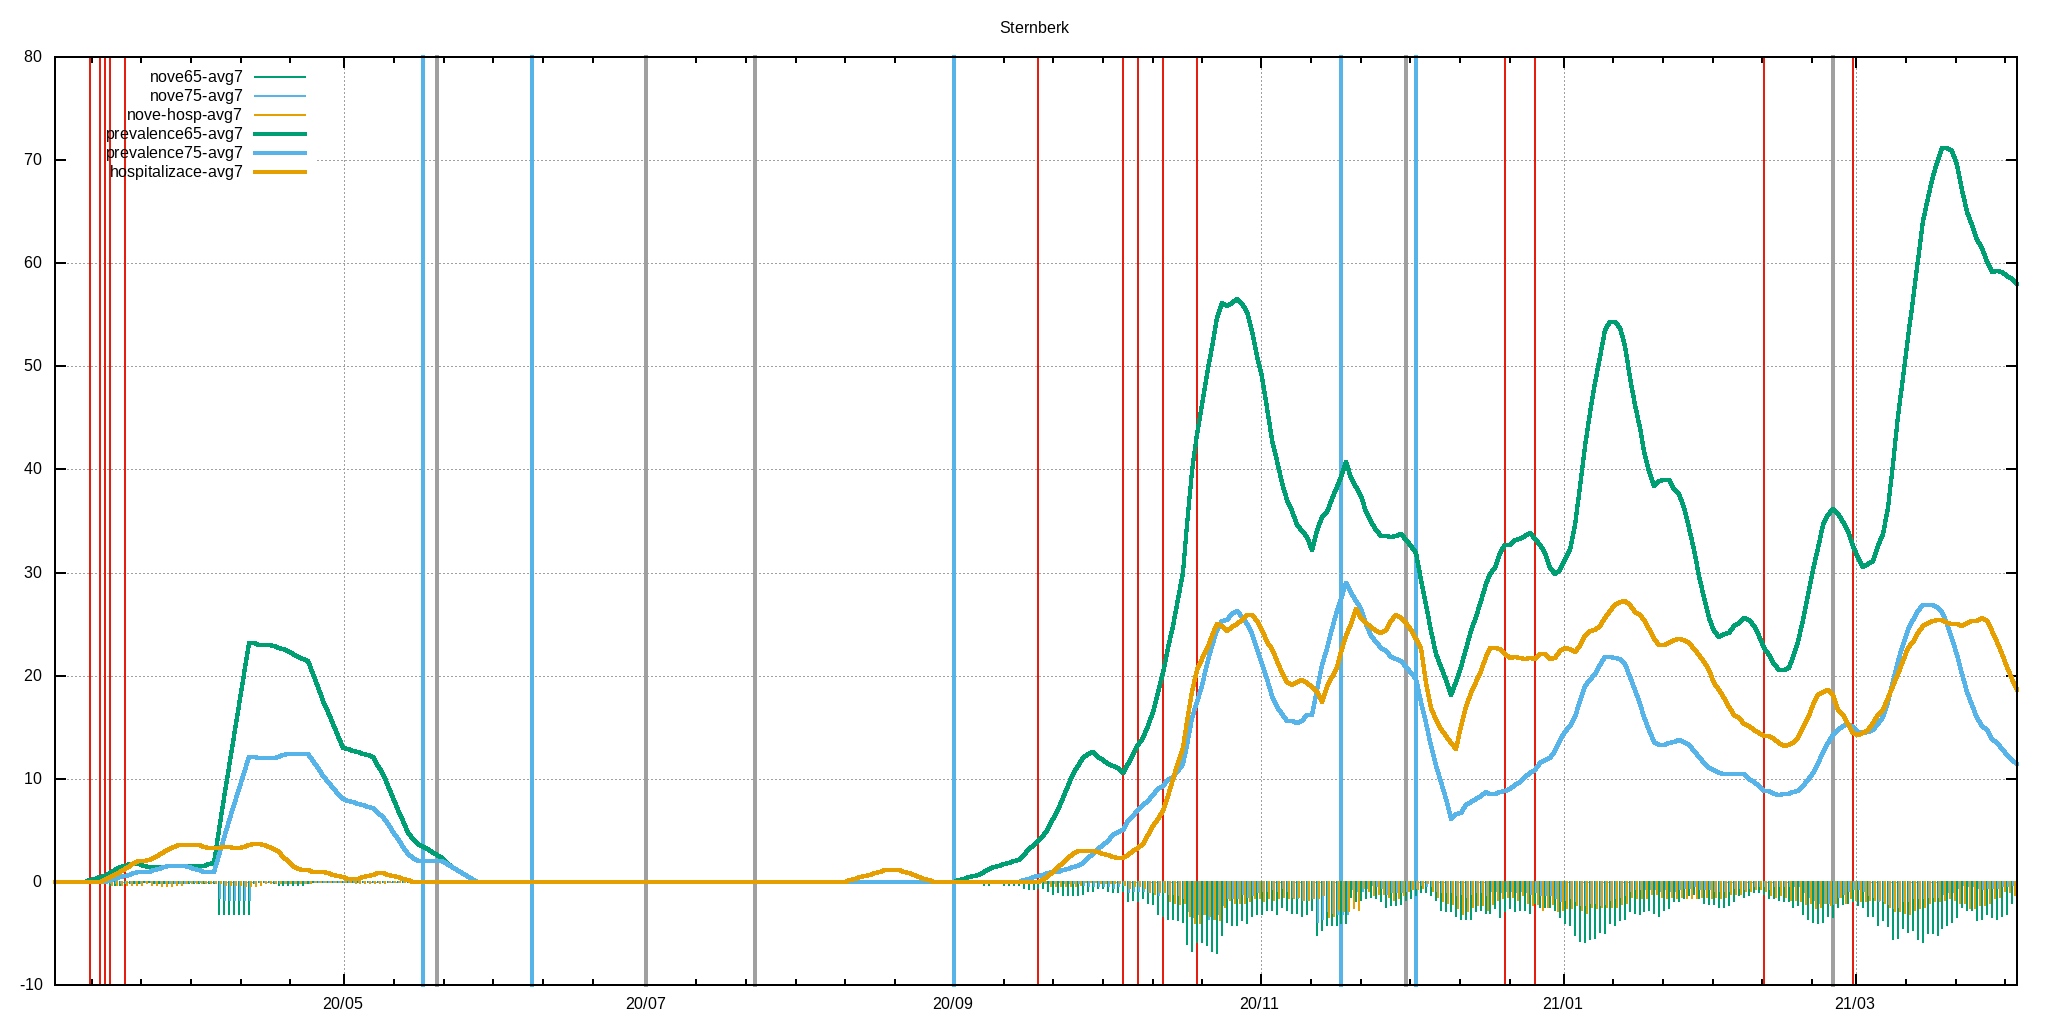 Sternberk
80
70
60
50
40
30
20
10
0
-10
nove65-avg7
nove75-avg7
nove-hosp-avg7
prevalence65-avg7
prevalence75-avg7
hospitalizace-avg7
20/05 20/07 20/09 20/11 21/01 21/03